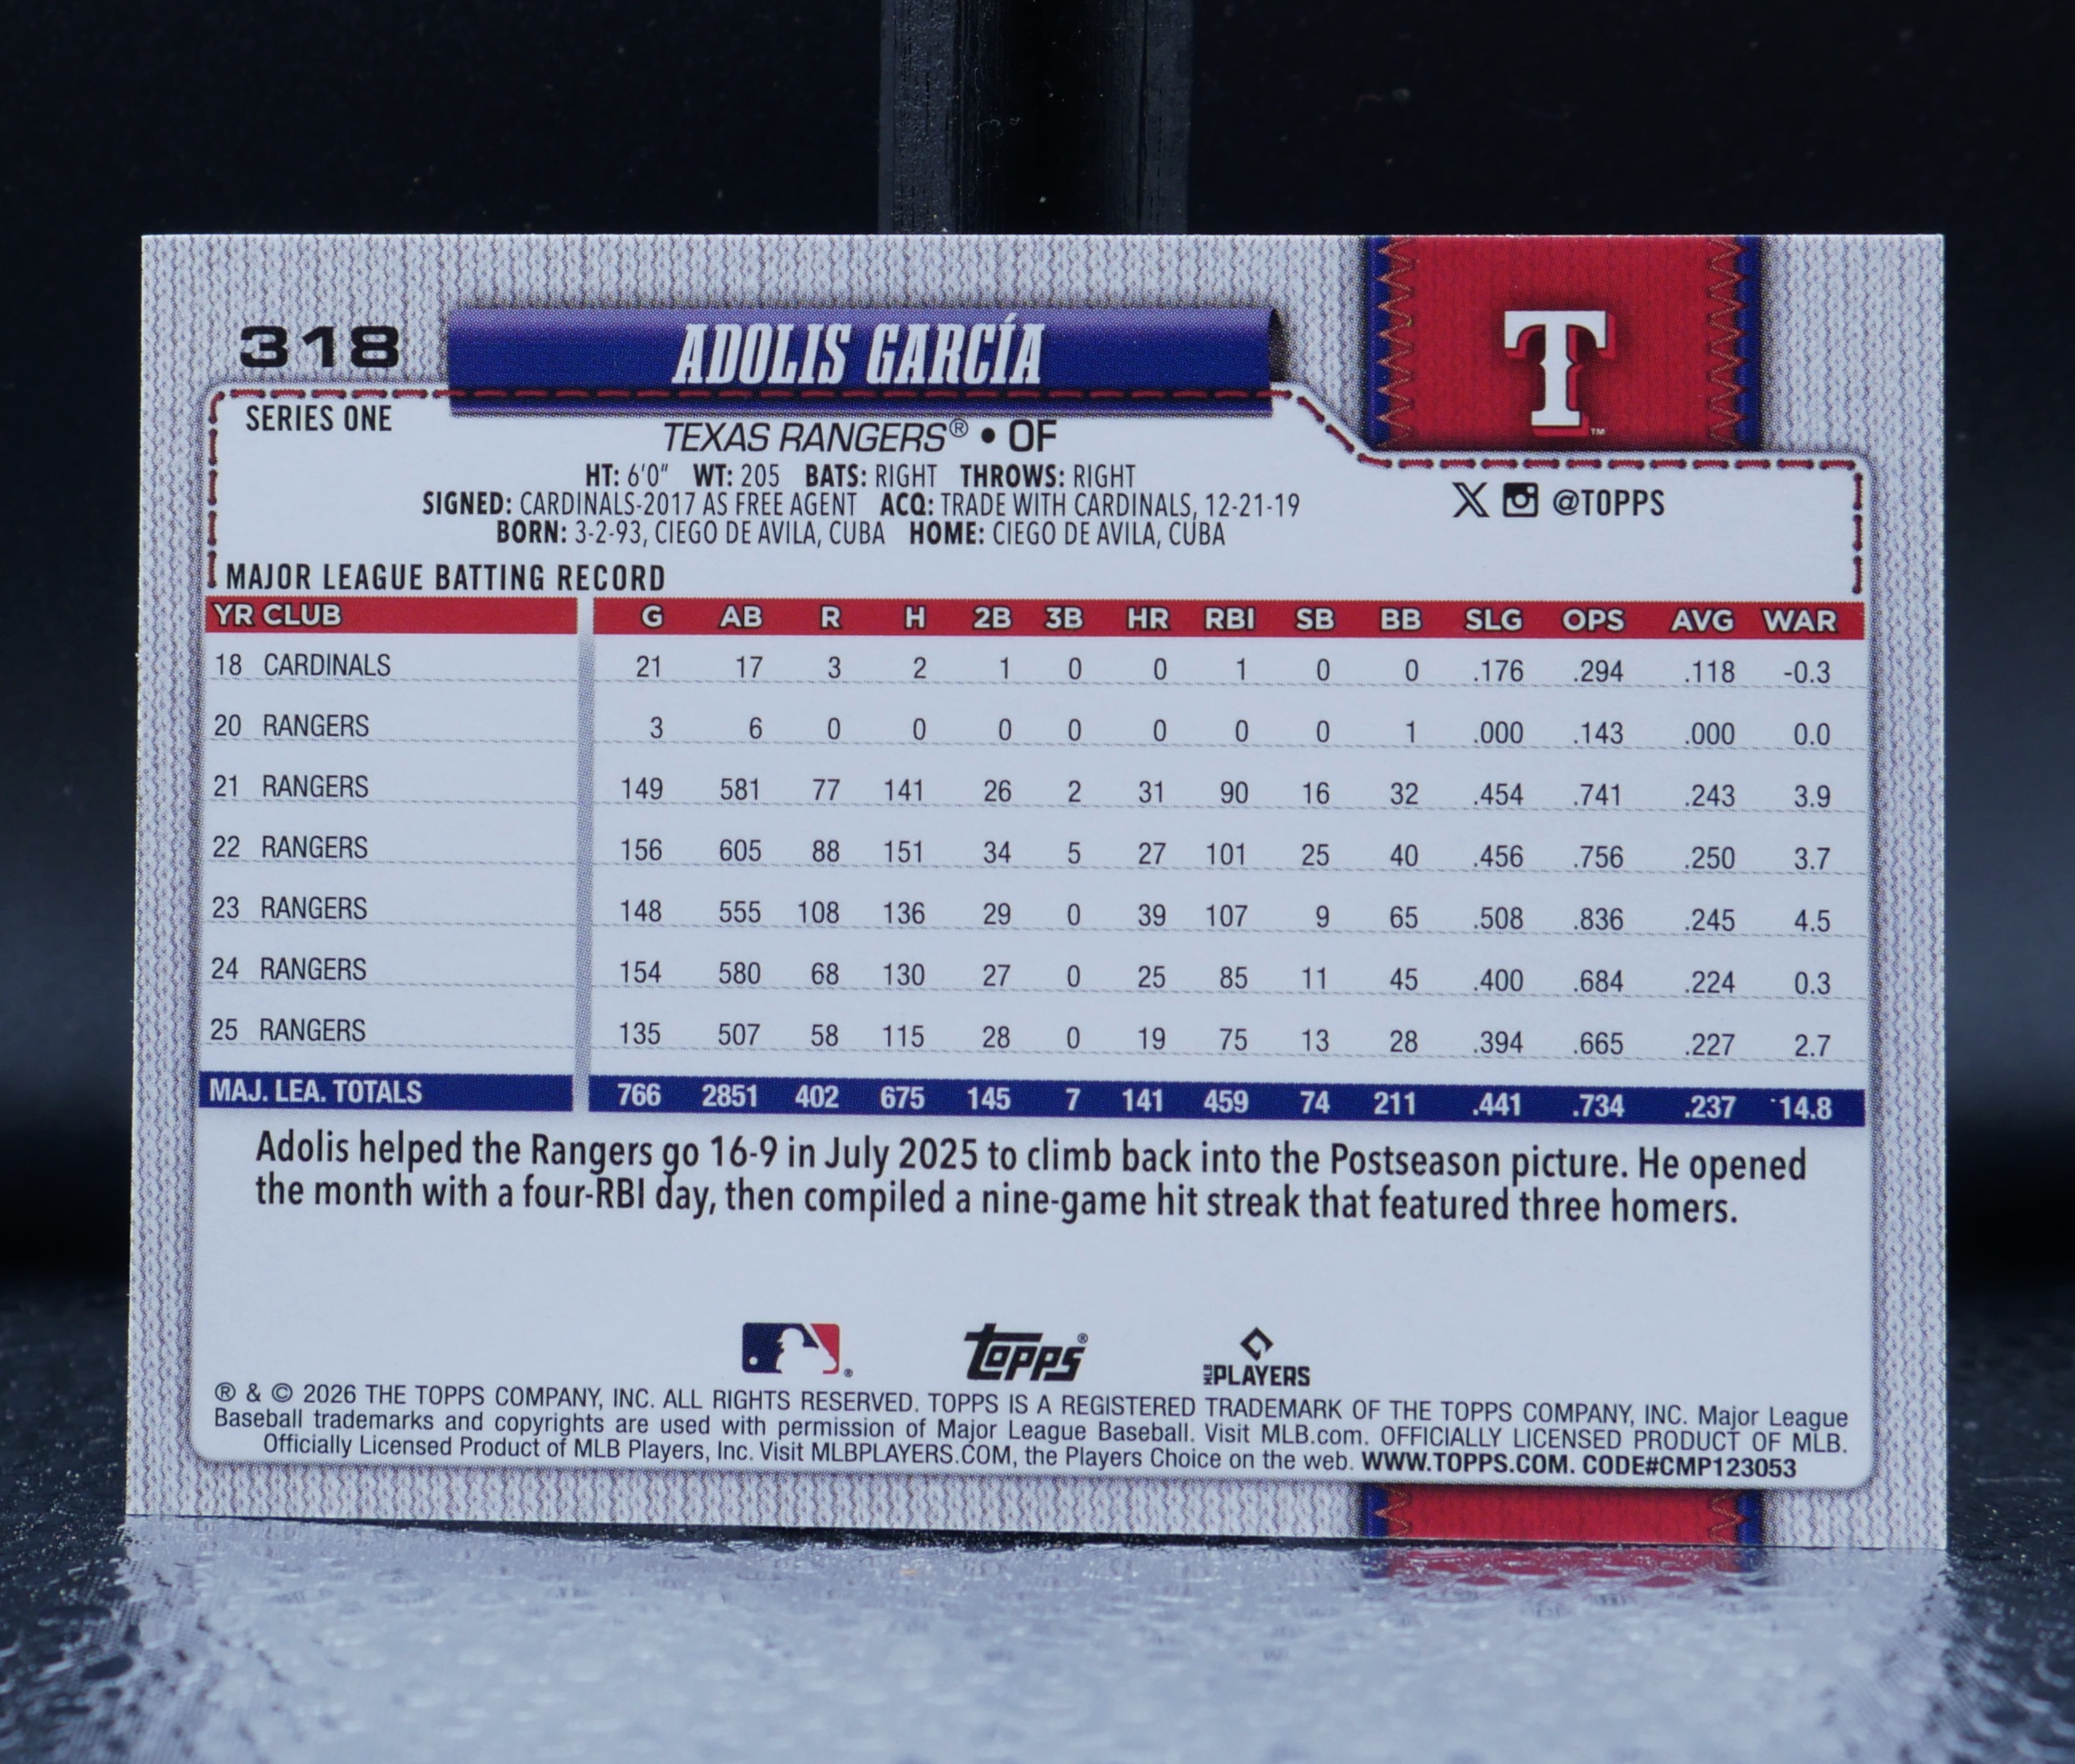 318
ADOLIS GARCÍA
T
™
SERIES ONE
TEXAS RANGERS® • OF
HT: 6'0" WT: 205 BATS: RIGHT THROWS: RIGHT
SIGNED: CARDINALS-2017 AS FREE AGENT ACQ: TRADE WITH CARDINALS, 12-21-19
BORN: 3-2-93, CIEGO DE AVILA, CUBA HOME: CIEGO DE AVILA, CUBA
X @TOPPS
MAJOR LEAGUE BATTING RECORD
YR CLUB G AB R H 2B 3B HR RBI SB BB SLG OPS AVG WAR
18 CARDINALS 21 17 3 2 1 0 0 1 0 0 .176 .294 .118 -0.3
20 RANGERS 3 6 0 0 0 0 0 0 0 1 .000 .143 .000 0.0
21 RANGERS 149 581 77 141 26 2 31 90 16 32 .454 .741 .243 3.9
22 RANGERS 156 605 88 151 34 5 27 101 25 40 .456 .756 .250 3.7
23 RANGERS 148 555 108 136 29 0 39 107 9 65 .508 .836 .245 4.5
24 RANGERS 154 580 68 130 27 0 25 85 11 45 .400 .684 .224 0.3
25 RANGERS 135 507 58 115 28 0 19 75 13 28 .394 .665 .227 2.7
MAJ. LEA. TOTALS 766 2851 402 675 145 7 141 459 74 211 .441 .734 .237 14.8
Adolis helped the Rangers go 16-9 in July 2025 to climb back into the Postseason picture. He opened
the month with a four-RBI day, then compiled a nine-game hit streak that featured three homers.
® topps® MLB PLAYERS
® & © 2026 THE TOPPS COMPANY, INC. ALL RIGHTS RESERVED. TOPPS IS A REGISTERED TRADEMARK OF THE TOPPS COMPANY, INC. Major League
Baseball trademarks and copyrights are used with permission of Major League Baseball. Visit MLB.com. OFFICIALLY LICENSED PRODUCT OF MLB.
Officially Licensed Product of MLB Players, Inc. Visit MLBPLAYERS.COM, the Players Choice on the web. WWW.TOPPS.COM. CODE#CMP123053